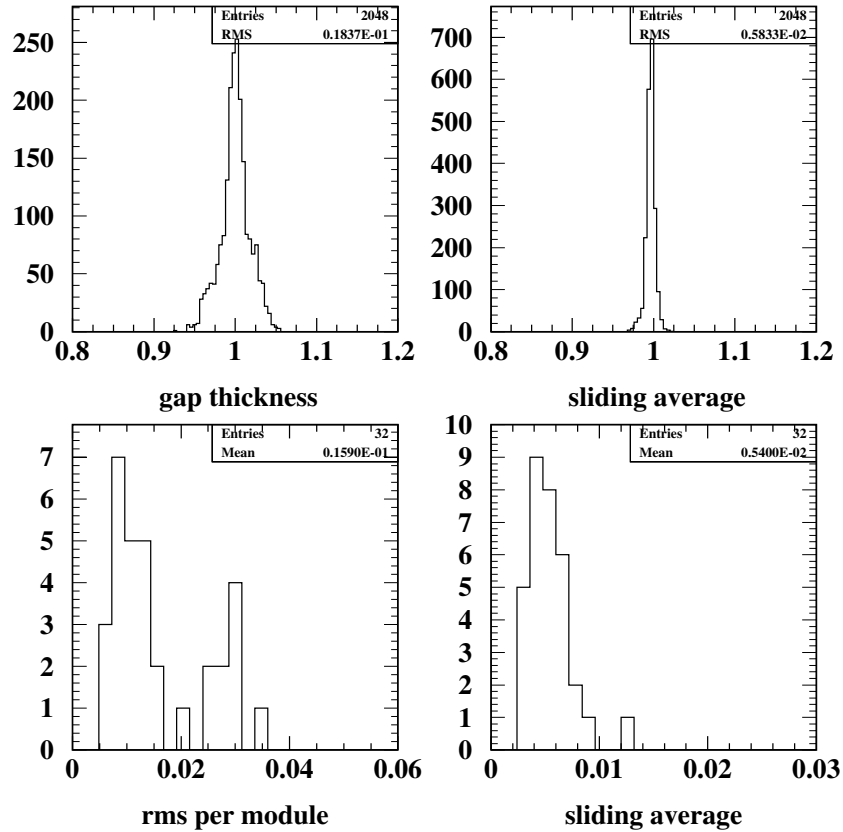 Entries 2048
RMS 0.1837E-01
250
200
150
100
50
0
0.8 0.9 1 1.1 1.2
gap thickness
Entries 2048
RMS 0.5833E-02
700
600
500
400
300
200
100
0
0.8 0.9 1 1.1 1.2
sliding average
Entries 32
Mean 0.1590E-01
7
6
5
4
3
2
1
0
0 0.02 0.04 0.06
rms per module
Entries 32
Mean 0.5400E-02
10
9
8
7
6
5
4
3
2
1
0
0 0.01 0.02 0.03
sliding average